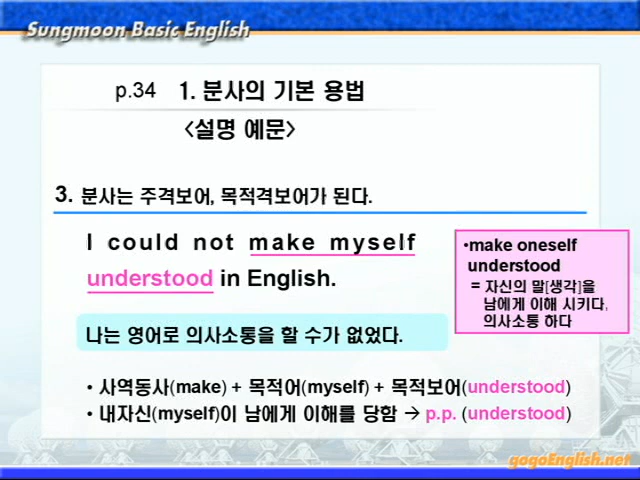 Sungmoon Basic English
p.34 1. 분사의 기본 용법
<설명 예문>
3. 분사는 주격보어, 목적격보어가 된다.
I could not make myself
understood in English.
•make oneself
understood
= 자신의 말[생각]을
남에게 이해 시키다,
의사소통 하다
나는 영어로 의사소통을 할 수가 없었다.
• 사역동사(make) + 목적어(myself) + 목적보어(understood)
• 내자신(myself)이 남에게 이해를 당함 → p.p. (understood)
gogoEnglish.net